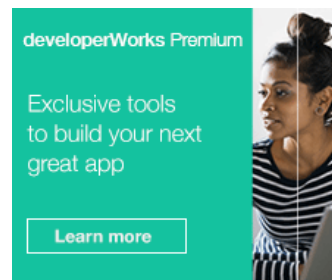 developerWorks Premium
Exclusive tools
to build your next
great app
Learn more